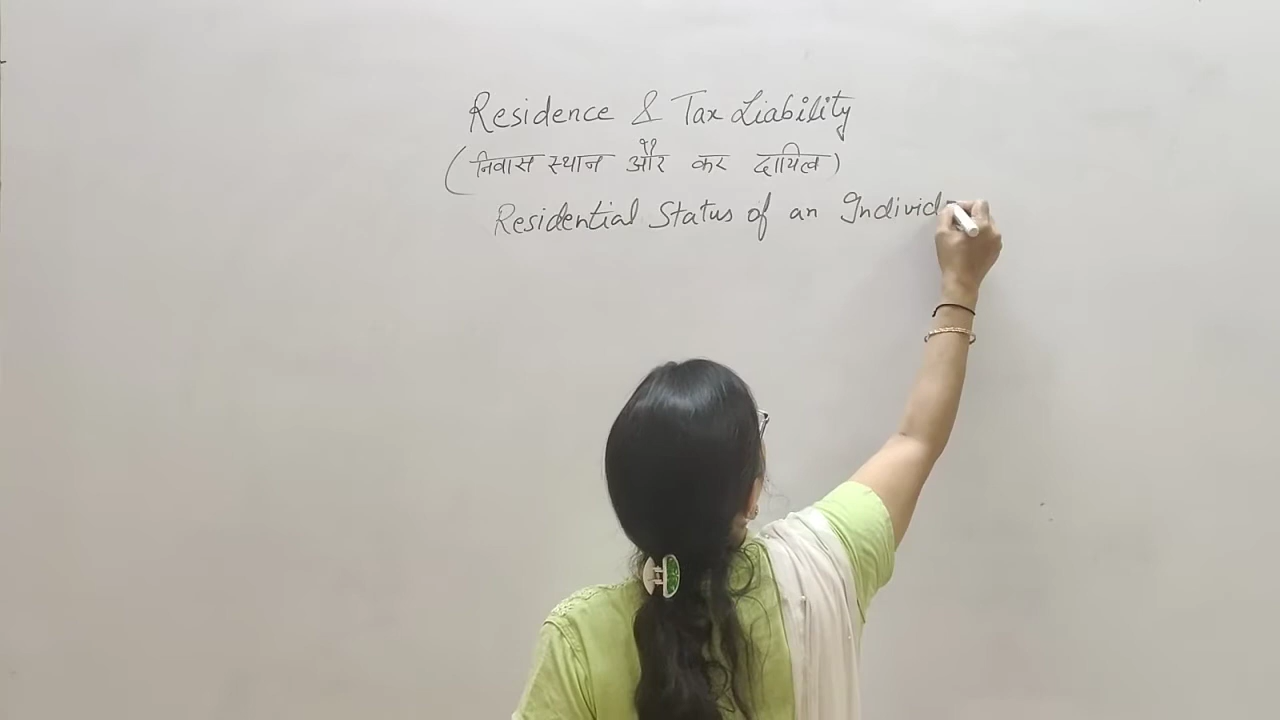 Residence & Tax Liability
(निवास स्थान और कर दायित्व)
Residential Status of an Individ